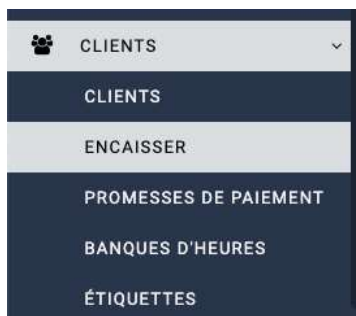 CLIENTS
CLIENTS
ENCAISSER
PROMESSES DE PAIEMENT
BANQUES D'HEURES
ÉTIQUETTES